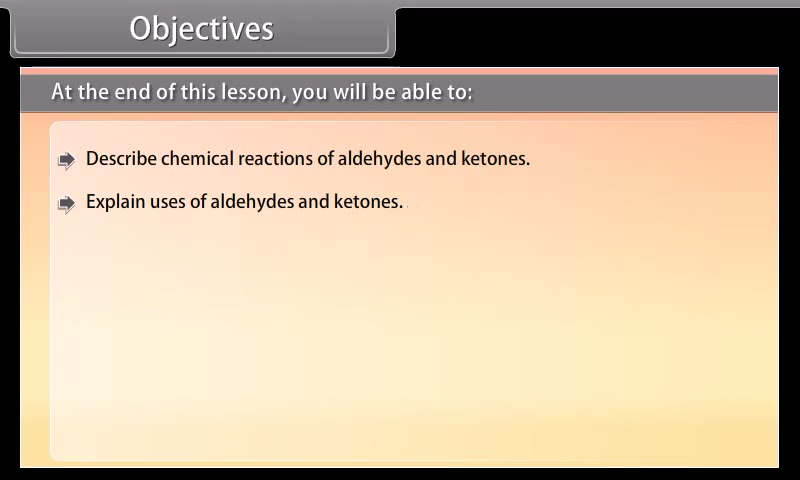 Objectives
At the end of this lesson, you will be able to:
Describe chemical reactions of aldehydes and ketones.
Explain uses of aldehydes and ketones.